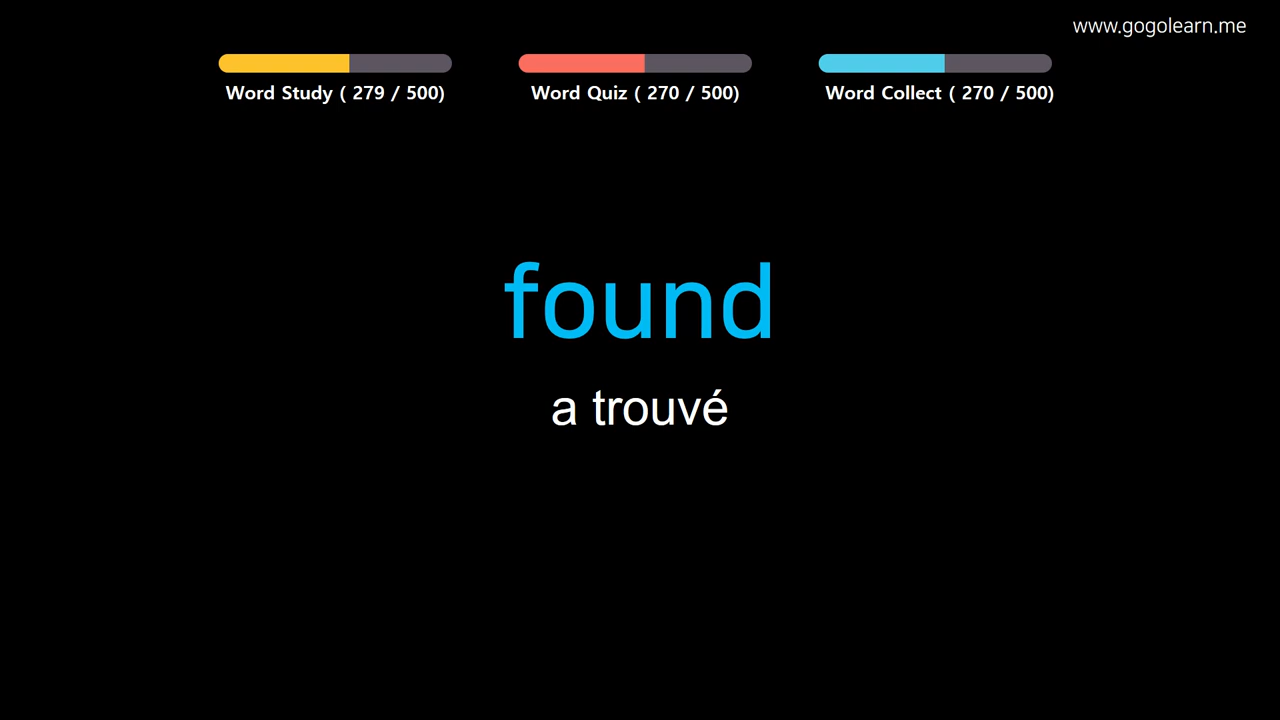 www.gogolearn.me
Word Study ( 279 / 500)
Word Quiz ( 270 / 500)
Word Collect ( 270 / 500)
found
a trouvé